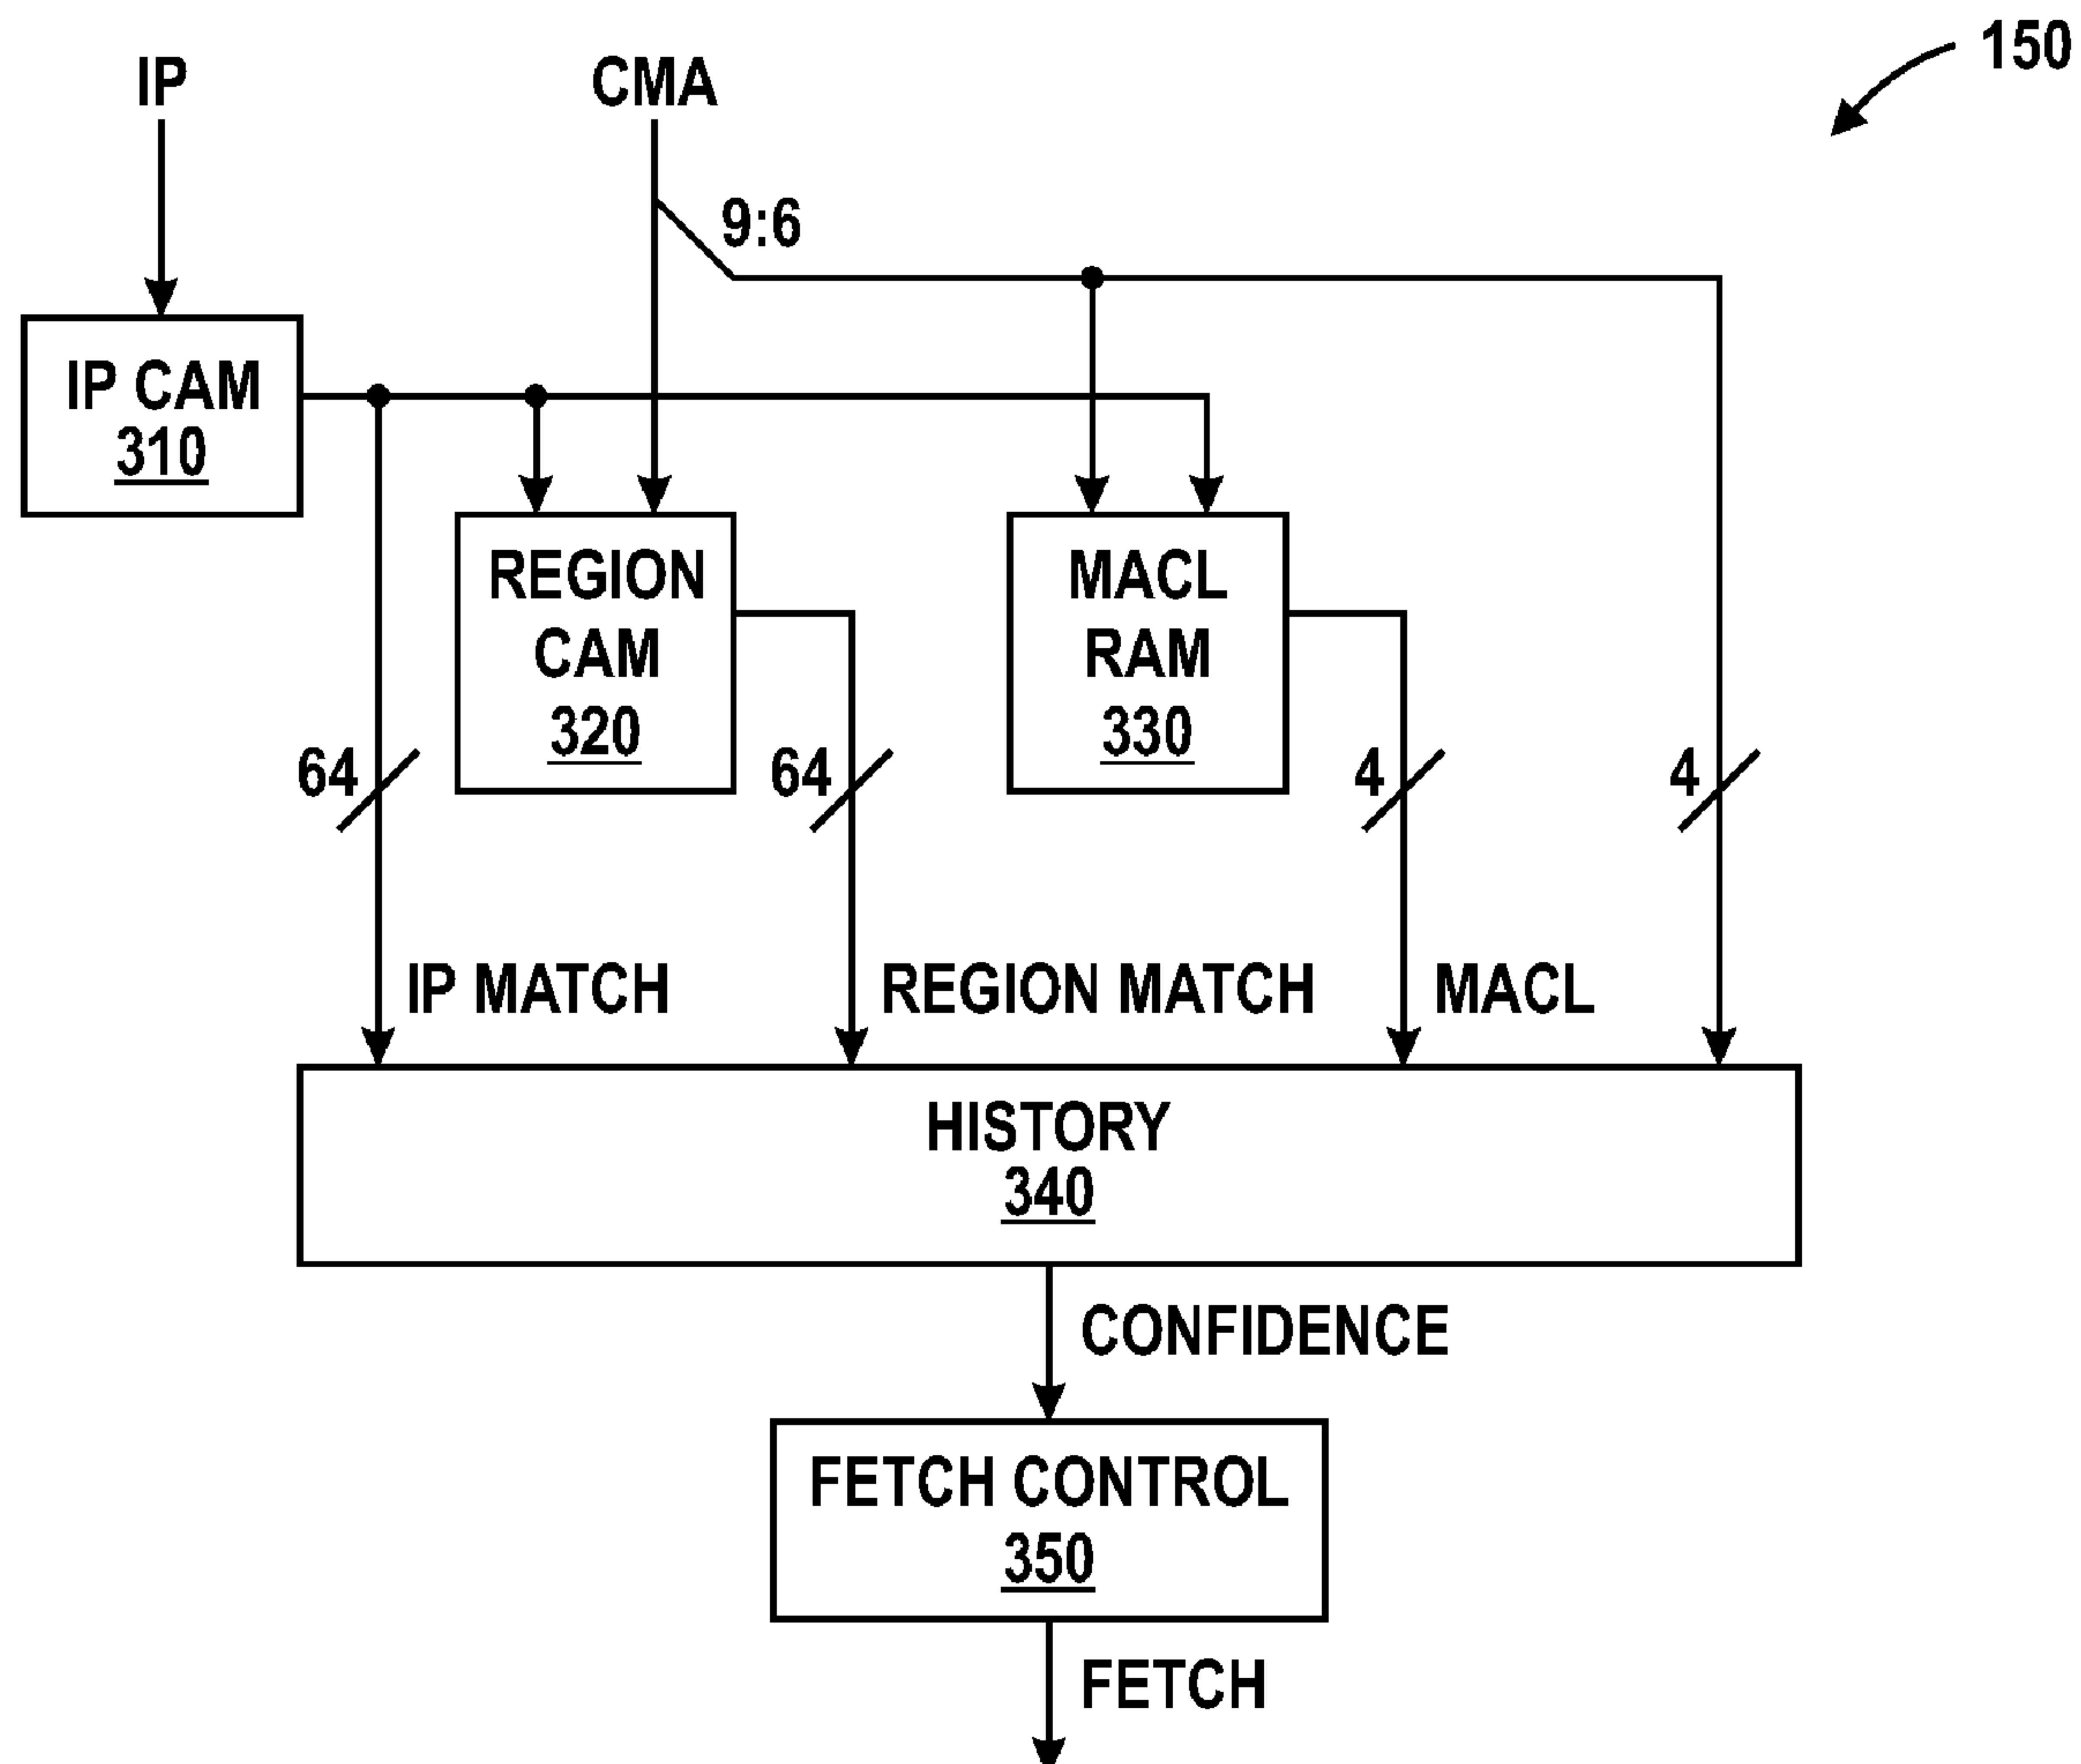 150
IP
CMA
9:6
IP CAM
310
REGION
CAM
320
MACL
RAM
330
64
64
4
4
IP MATCH
REGION MATCH
MACL
HISTORY
340
CONFIDENCE
FETCH CONTROL
350
FETCH